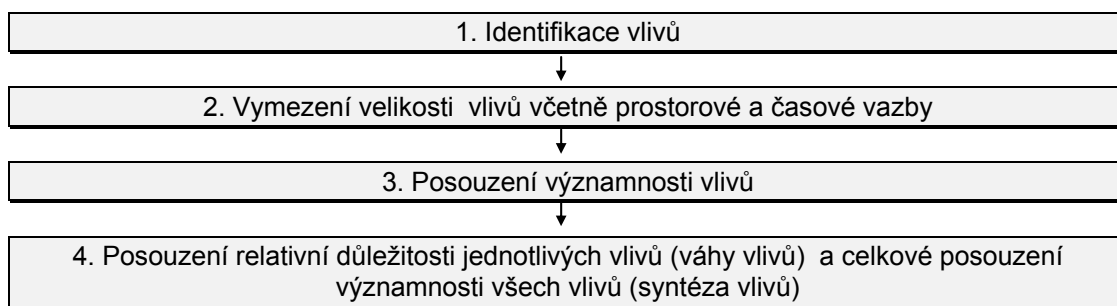 1. Identifikace vlivů
2. Vymezení velikosti  vlivů včetně prostorové a časové vazby
3. Posouzení významnosti vlivů
4. Posouzení relativní důležitosti jednotlivých vlivů (váhy vlivů)  a celkové posouzení
významnosti všech vlivů (syntéza vlivů)